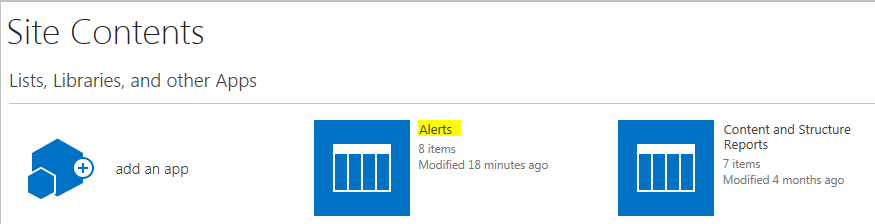 Site Contents
Lists, Libraries, and other Apps
add an app
Alerts
8 items
Modified 18 minutes ago
Content and Structure
Reports
7 items
Modified 4 months ago